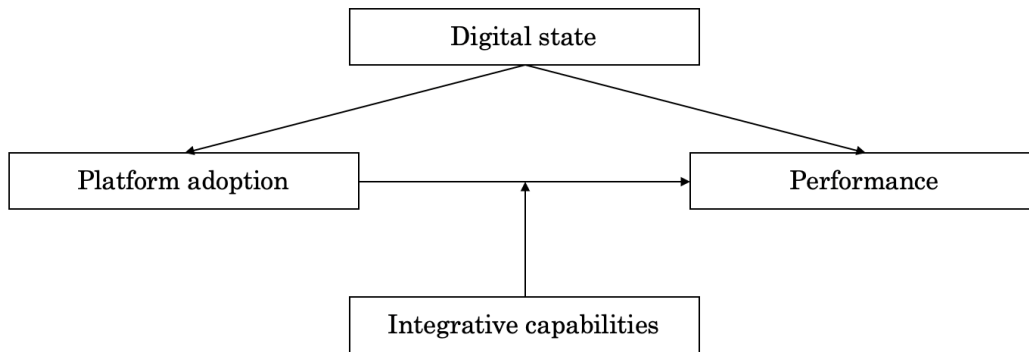 Digital state
Platform adoption
Performance
Integrative capabilities